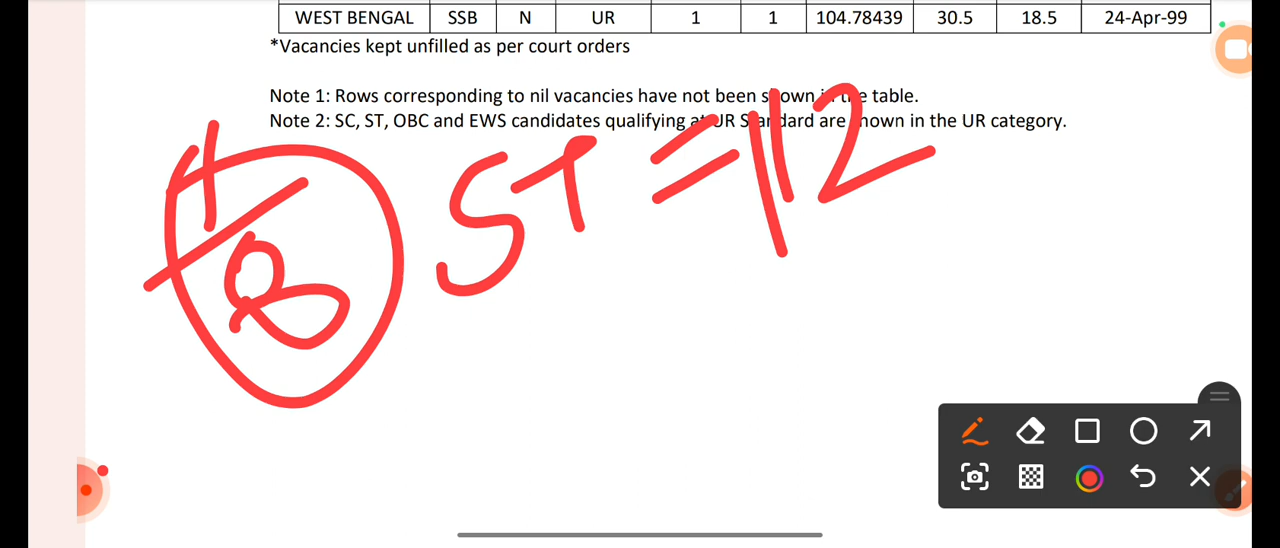 WEST BENGAL SSB N UR 1 1 104.78439 30.5 18.5 24-Apr-99
*Vacancies kept unfilled as per court orders
Note 1: Rows corresponding to nil vacancies have not been shown in the table.
Note 2: SC, ST, OBC and EWS candidates qualifying at UR Standard are shown in the UR category.
ST = 112